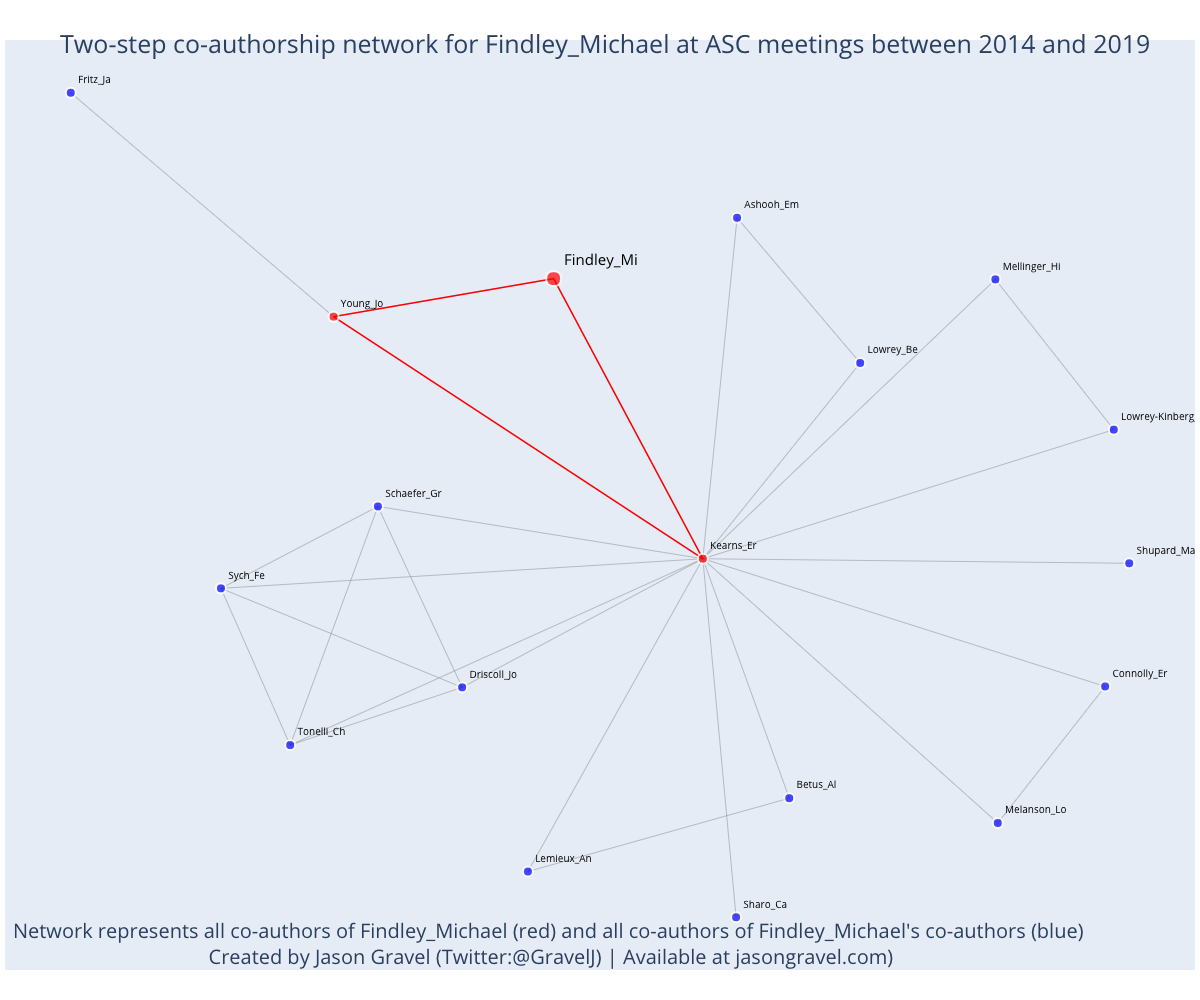 Two-step co-authorship network for Findley_Michael at ASC meetings between 2014 and 2019
Fritz_Ja
Ashooh_Em
Findley_Mi
Mellinger_Hi
Young_Jo
Lowrey_Be
Lowrey-Kinberg_
Schaefer_Gr
Kearns_Er
Shupard_Ma
Sych_Fe
Driscoll_Jo
Connolly_Er
Tonelli_Ch
Betus_Al
Melanson_Lo
Lemieux_An
Sharo_Ca
Network represents all co-authors of Findley_Michael (red) and all co-authors of Findley_Michael's co-authors (blue)
Created by Jason Gravel (Twitter:@GravelJ) | Available at jasongravel.com)